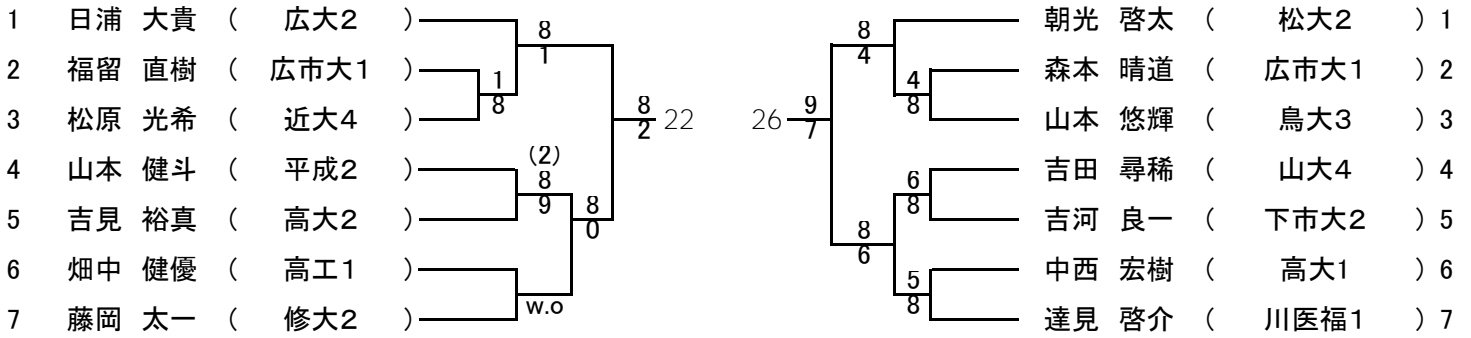 1 日浦 大貴 ( 広大2 )
2 福留 直樹 ( 広市大1 )
3 松原 光希 ( 近大4 )
4 山本 健斗 ( 平成2 )
5 吉見 裕真 ( 高大2 )
6 畑中 健優 ( 高工1 )
7 藤岡 太一 ( 修大2 )
8
1
1
8
8
2
22
(2)
8
9
8
0
w.o
26
9
7
8
4
4
8
6
8
8
6
5
8
朝光 啓太 ( 松大2 ) 1
森本 晴道 ( 広市大1 ) 2
山本 悠輝 ( 鳥大3 ) 3
吉田 尋稀 ( 山大4 ) 4
吉河 良一 ( 下市大2 ) 5
中西 宏樹 ( 高大1 ) 6
達見 啓介 ( 川医福1 ) 7